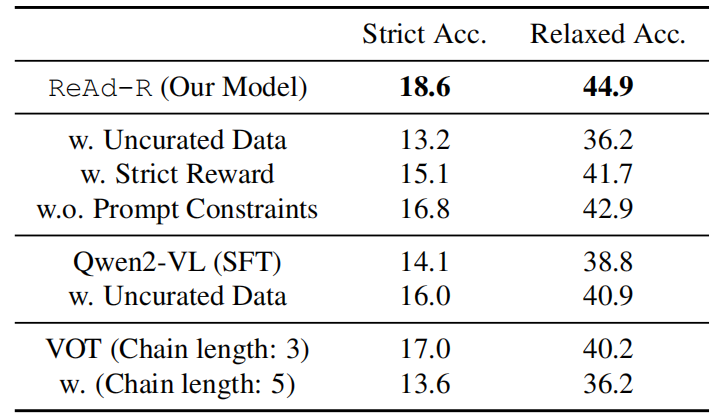 Strict Acc. Relaxed Acc.
ReAd-R (Our Model) 18.6 44.9
w. Uncurated Data 13.2 36.2
w. Strict Reward 15.1 41.7
w.o. Prompt Constraints 16.8 42.9
Qwen2-VL (SFT) 14.1 38.8
w. Uncurated Data 16.0 40.9
VOT (Chain length: 3) 17.0 40.2
w. (Chain length: 5) 13.6 36.2